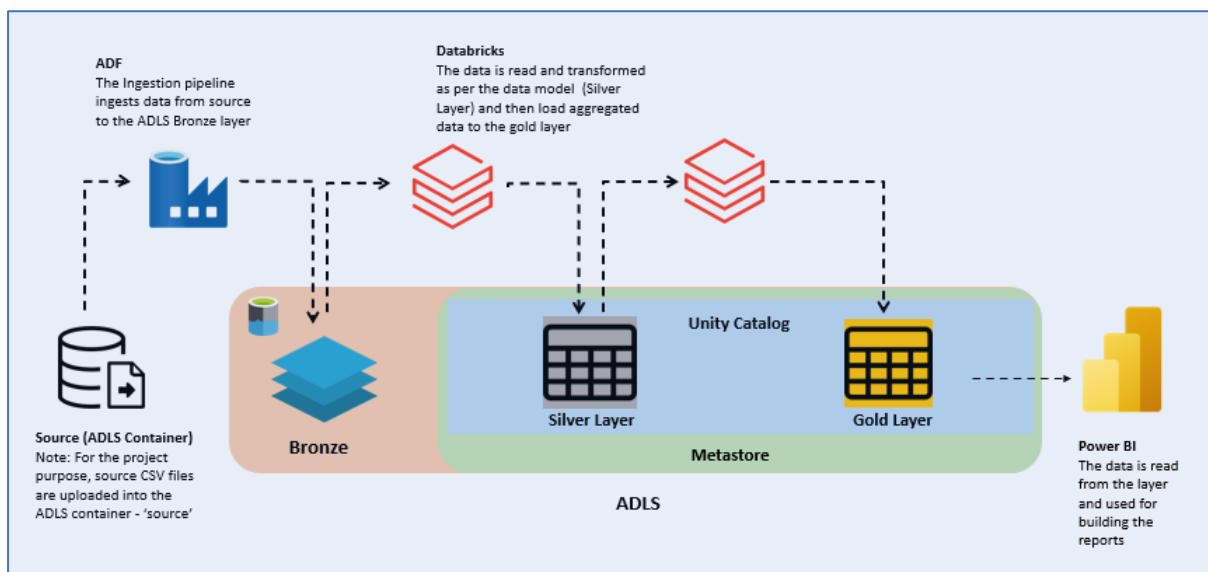 ADF
The Ingestion pipeline
ingests data from source
to the ADLS Bronze layer
Databricks
The data is read and transformed
as per the data model  (Silver
Layer) and then load aggregated
data to the gold layer
Unity Catalog
Silver Layer
Gold Layer
Bronze
Metastore
ADLS
Source (ADLS Container)
Note: For the project
purpose, source CSV files
are uploaded into the
ADLS container - ‘source’
Power BI
The data is read
from the layer
and used for
building the
reports